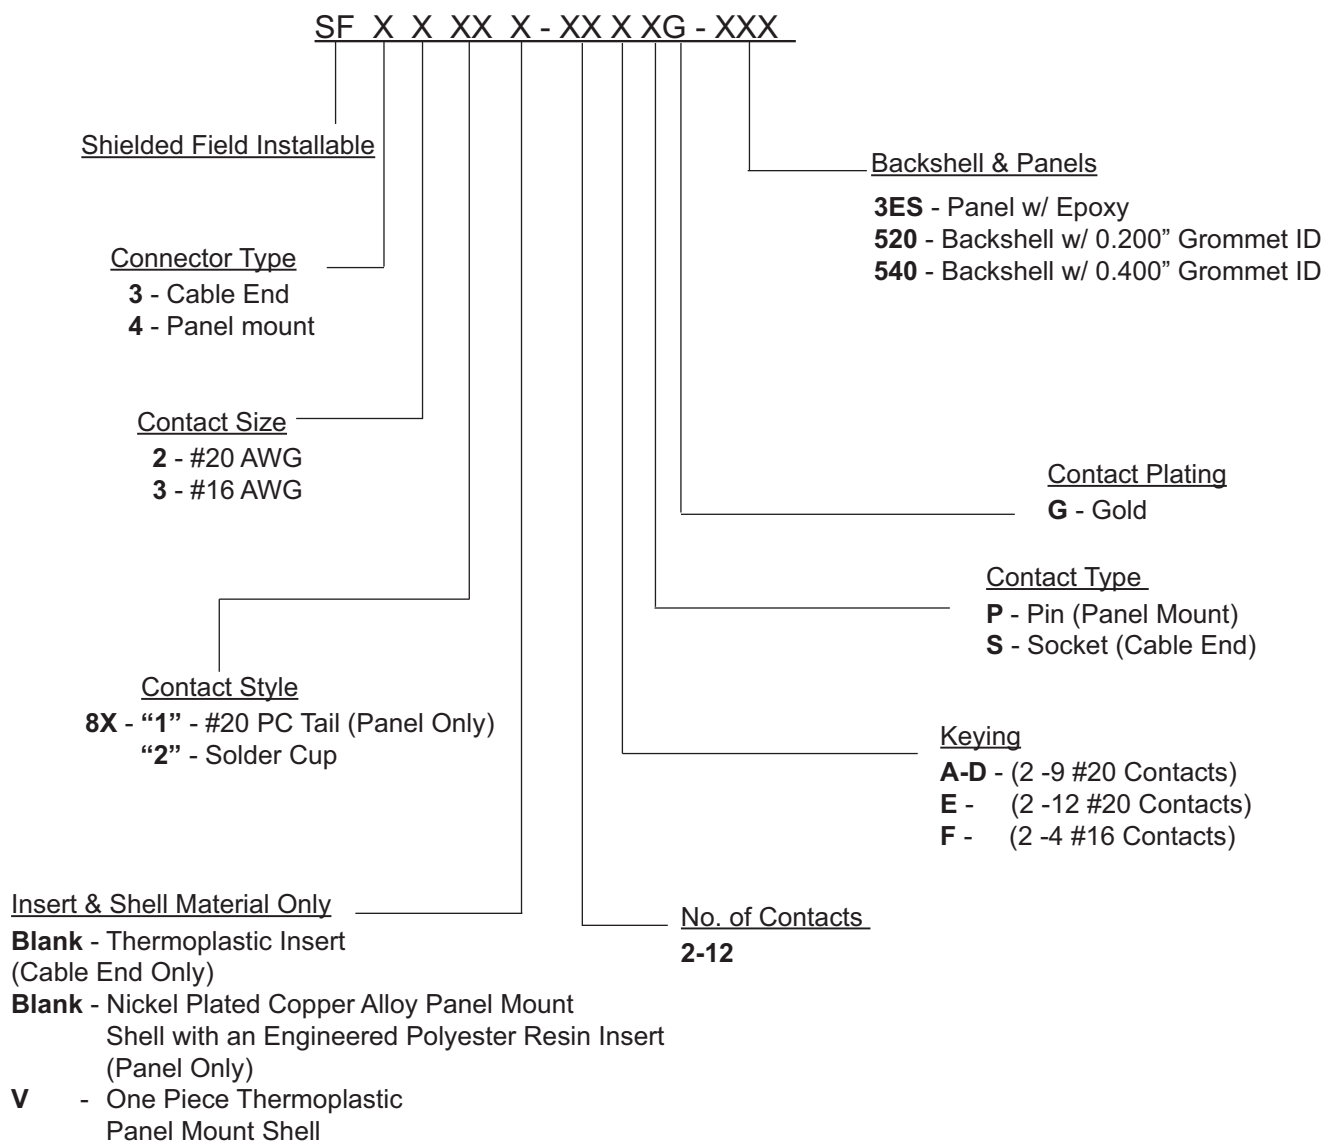 SF X X XX X - XX X XG - XXX
Shielded Field Installable
Backshell & Panels
3ES - Panel w/ Epoxy
520 - Backshell w/ 0.200” Grommet ID
540 - Backshell w/ 0.400” Grommet ID
Connector Type
3 - Cable End
4 - Panel mount
Contact Size
2 - #20 AWG
3 - #16 AWG
Contact Plating
G - Gold
Contact Type
P - Pin (Panel Mount)
S - Socket (Cable End)
Contact Style
8X - “1” - #20 PC Tail (Panel Only)
“2” - Solder Cup
Keying
A-D - (2 -9 #20 Contacts)
E - (2 -12 #20 Contacts)
F - (2 -4 #16 Contacts)
Insert & Shell Material Only
Blank - Thermoplastic Insert
(Cable End Only)
Blank - Nickel Plated Copper Alloy Panel Mount
Shell with an Engineered Polyester Resin Insert
(Panel Only)
V - One Piece Thermoplastic
Panel Mount Shell
No. of Contacts
2-12